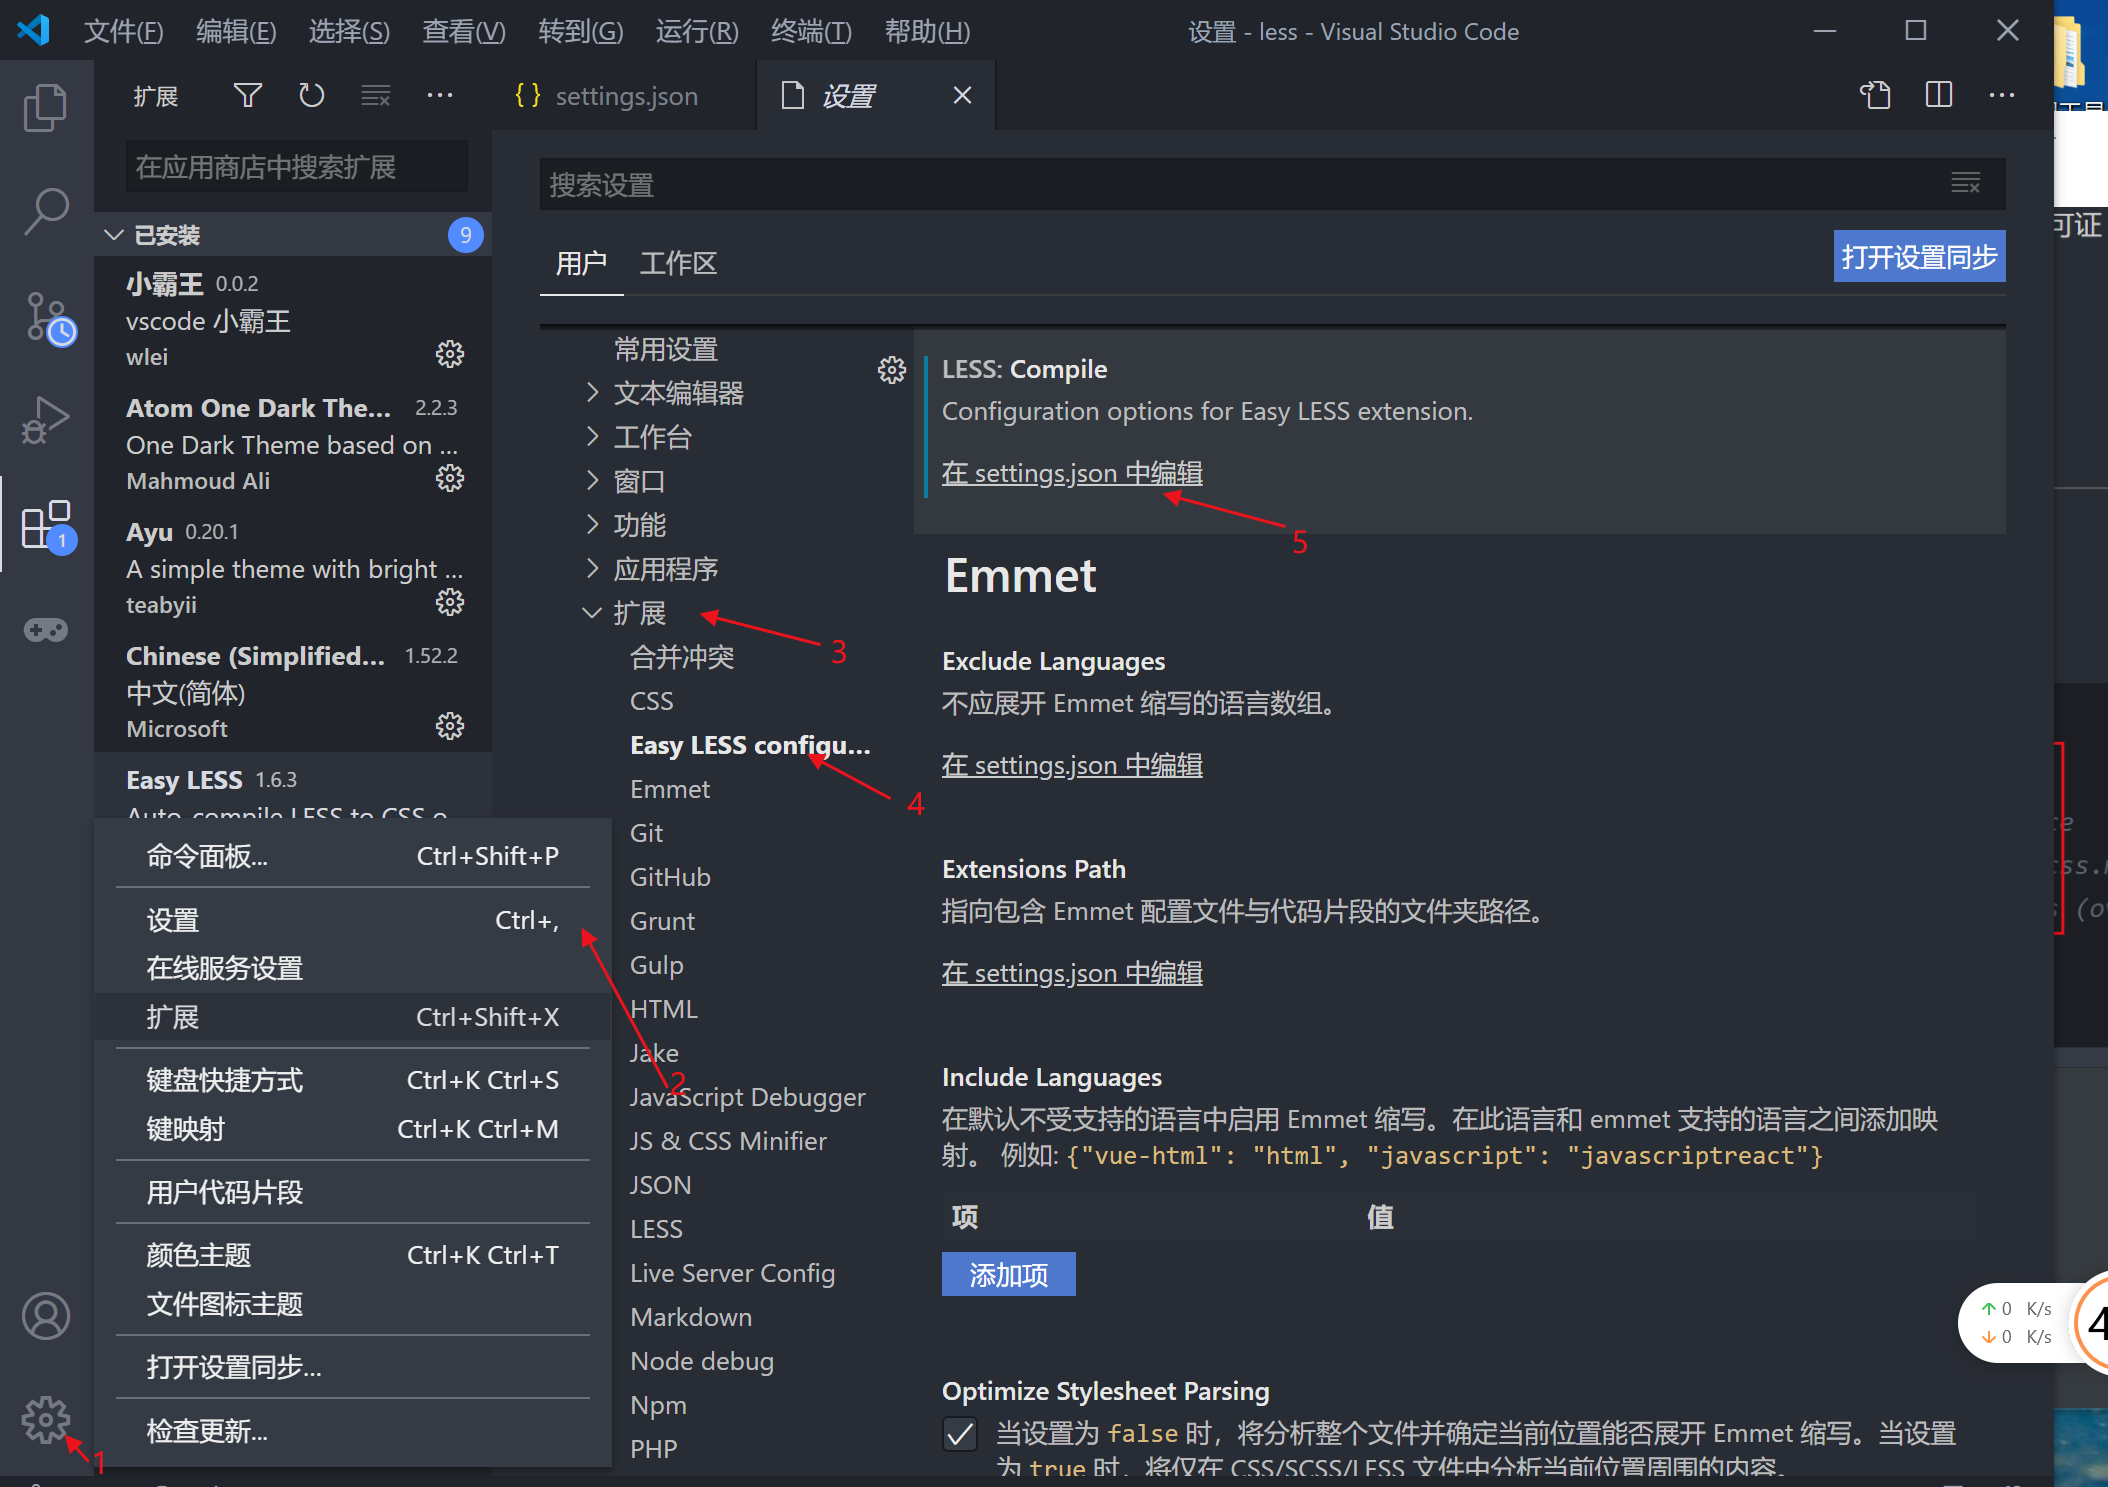 文件(F) 编辑(E) 选择(S) 查看(V) 转到(G) 运行(R) 终端(T) 帮助(H)
设置 - less - Visual Studio Code
扩展
{} settings.json
设置
在应用商店中搜索扩展
已安装 9
小霸王 0.0.2
vscode 小霸王
wlei
Atom One Dark The... 2.2.3
One Dark Theme based on ...
Mahmoud Ali
Ayu 0.20.1
A simple theme with bright ...
teabyii
Chinese (Simplified... 1.52.2
中文(简体)
Microsoft
Easy LESS 1.6.3
Auto-compile LESS to CSS o
1
命令面板... Ctrl+Shift+P
设置 Ctrl+,
在线服务设置
扩展 Ctrl+Shift+X
键盘快捷方式 Ctrl+K Ctrl+S
键映射 Ctrl+K Ctrl+M
用户代码片段
颜色主题 Ctrl+K Ctrl+T
文件图标主题
打开设置同步...
检查更新...
1
2
搜索设置
用户 工作区
打开设置同步
常用设置
文本编辑器
工作台
窗口
功能
应用程序
扩展
3
合并冲突
CSS
Easy LESS configu...
4
Emmet
Git
GitHub
Grunt
Gulp
HTML
Jake
JavaScript Debugger
JS & CSS Minifier
JSON
LESS
Live Server Config
Markdown
Node debug
Npm
PHP
LESS: Compile
Configuration options for Easy LESS extension.
在 settings.json 中编辑
5
Emmet
Exclude Languages
不应展开 Emmet 缩写的语言数组。
在 settings.json 中编辑
Extensions Path
指向包含 Emmet 配置文件与代码片段的文件夹路径。
在 settings.json 中编辑
Include Languages
在默认不受支持的语言中启用 Emmet 缩写。在此语言和 emmet 支持的语言之间添加映
射。 例如: {"vue-html": "html", "javascript": "javascriptreact"}
项 值
添加项
Optimize Stylesheet Parsing
当设置为 false 时，将分析整个文件并确定当前位置能否展开 Emmet 缩写。当设置
为 true 时，将仅在 CSS/SCSS/LESS 文件中分析当前位置周围的内容。
可证
↑ 0 K/s
↓ 0 K/s
4